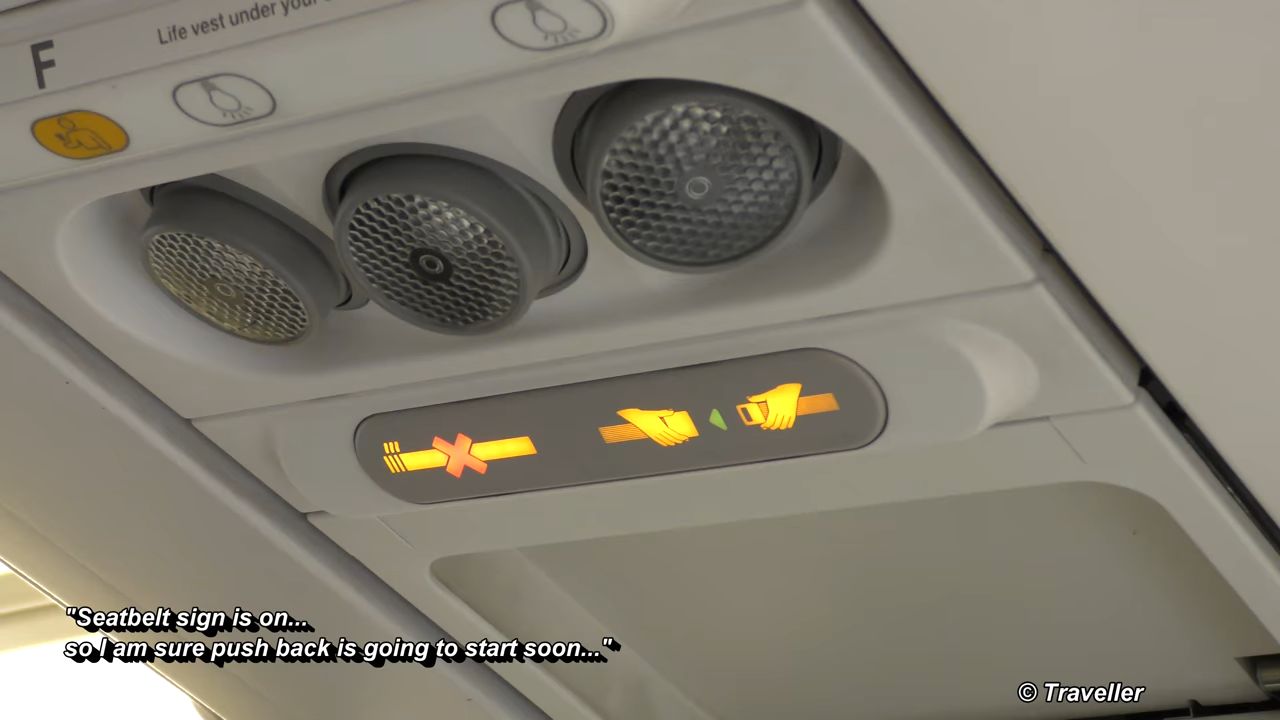 Life vest under your
F
"Seatbelt sign is on...
so I am sure push back is going to start soon..."
© Traveller